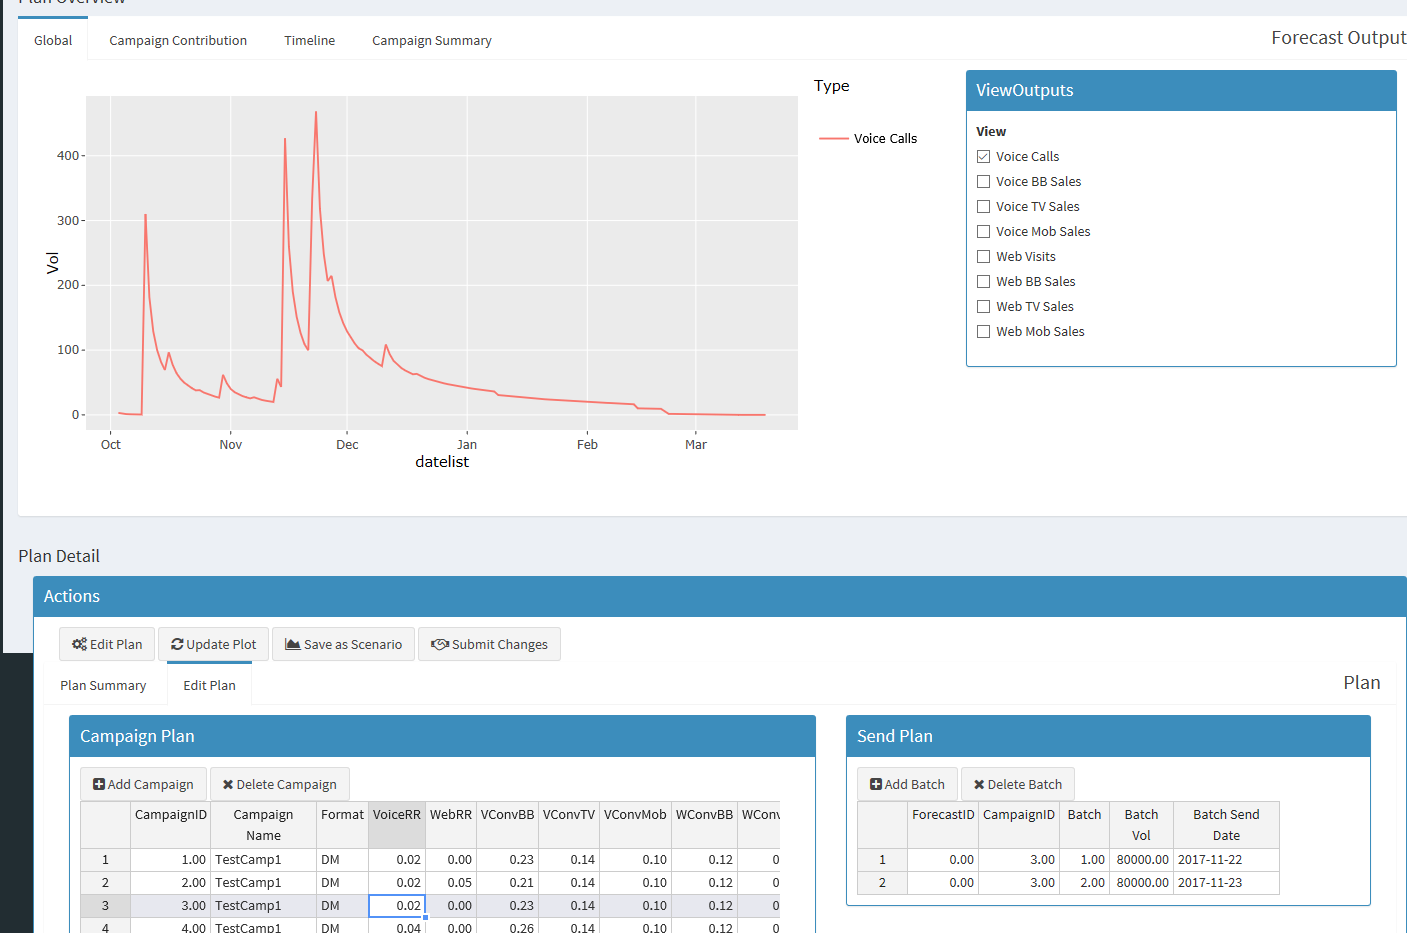 Plan Overview
Global Campaign Contribution Timeline Campaign Summary Forecast Output
Type
Voice Calls
400
300
200
100
0
Vol
Oct Nov Dec Jan Feb Mar
datelist
ViewOutputs
View
Voice Calls
Voice BB Sales
Voice TV Sales
Voice Mob Sales
Web Visits
Web BB Sales
Web TV Sales
Web Mob Sales
Plan Detail
Actions
Edit Plan Update Plot Save as Scenario Submit Changes
Plan Summary Edit Plan Plan
Campaign Plan
Add Campaign Delete Campaign
CampaignID Campaign Name Format VoiceRR WebRR VConvBB VConvTV VConvMob WConvBB WConv
1 1.00 TestCamp1 DM 0.02 0.00 0.23 0.14 0.10 0.12 0
2 2.00 TestCamp1 DM 0.02 0.05 0.21 0.14 0.10 0.12 0
3 3.00 TestCamp1 DM 0.02 0.00 0.23 0.14 0.10 0.12 0
4 4.00 TestCamp1 DM 0.04 0.00 0.26 0.14 0.10 0.12 0
Send Plan
Add Batch Delete Batch
ForecastID CampaignID Batch Batch Vol Batch Send Date
1 0.00 3.00 1.00 80000.00 2017-11-22
2 0.00 3.00 2.00 80000.00 2017-11-23